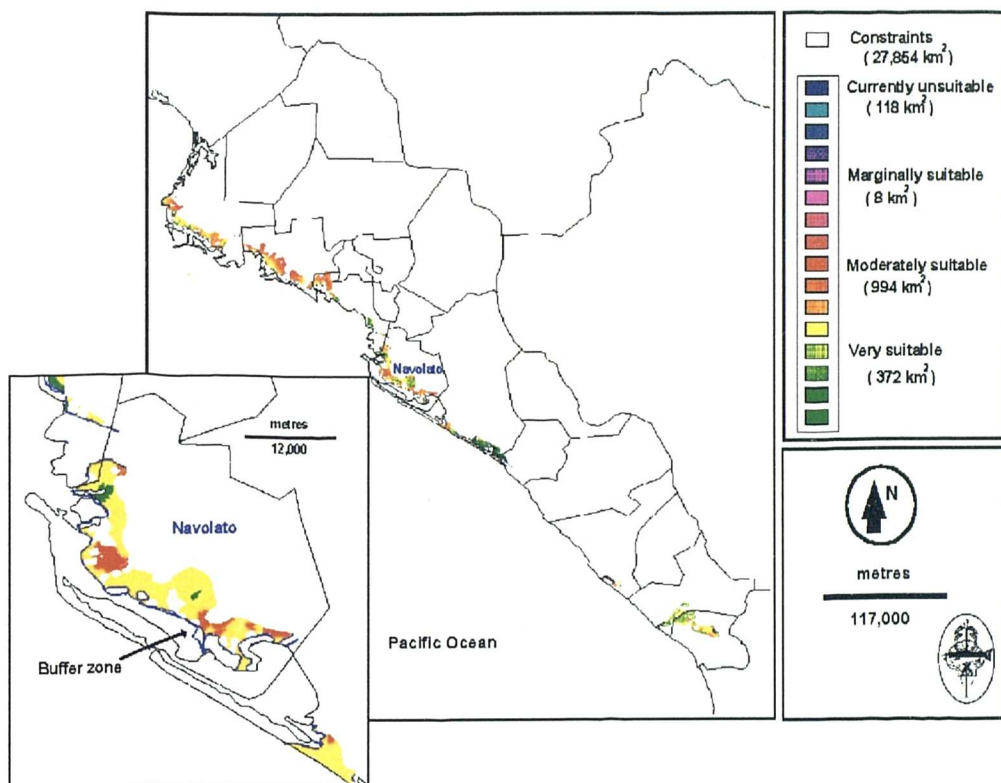 Constraints
( 27,854 km²)
Currently unsuitable
( 118 km²)
Marginally suitable
( 8 km²)
Moderately suitable
( 994 km²)
Very suitable
( 372 km²)
Navolato
metres
12,000
Navolato
Buffer zone
Pacific Ocean
N
metres
117,000